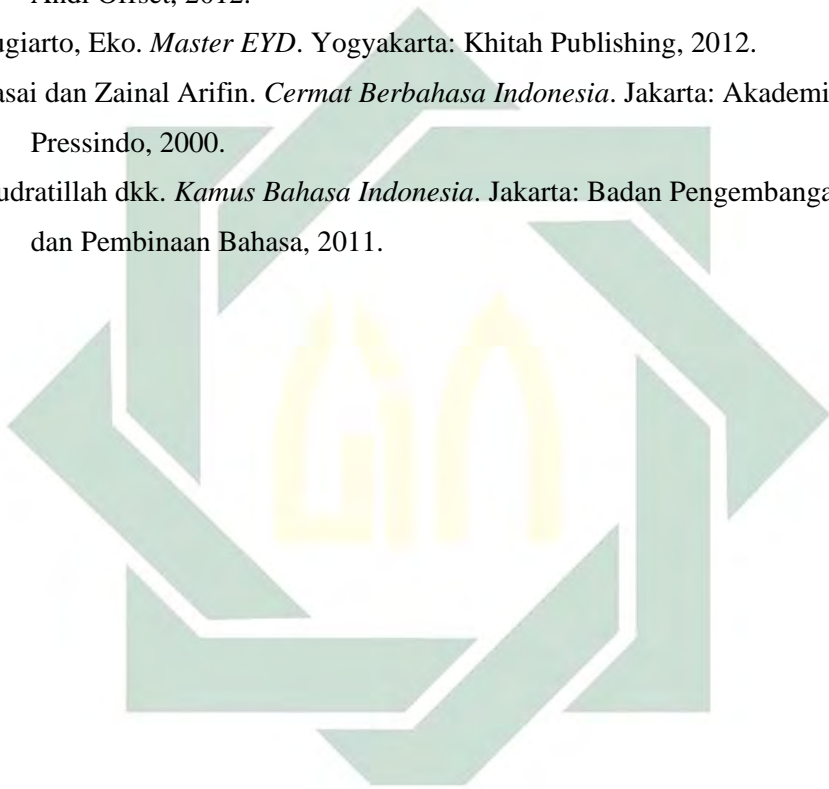 Andi Offset, 2012.
ugiarto, Eko. Master EYD. Yogyakarta: Khitah Publishing, 2012.
asai dan Zainal Arifin. Cermat Berbahasa Indonesia. Jakarta: Akademi
Pressindo, 2000.
udratillah dkk. Kamus Bahasa Indonesia. Jakarta: Badan Pengembanga
dan Pembinaan Bahasa, 2011.